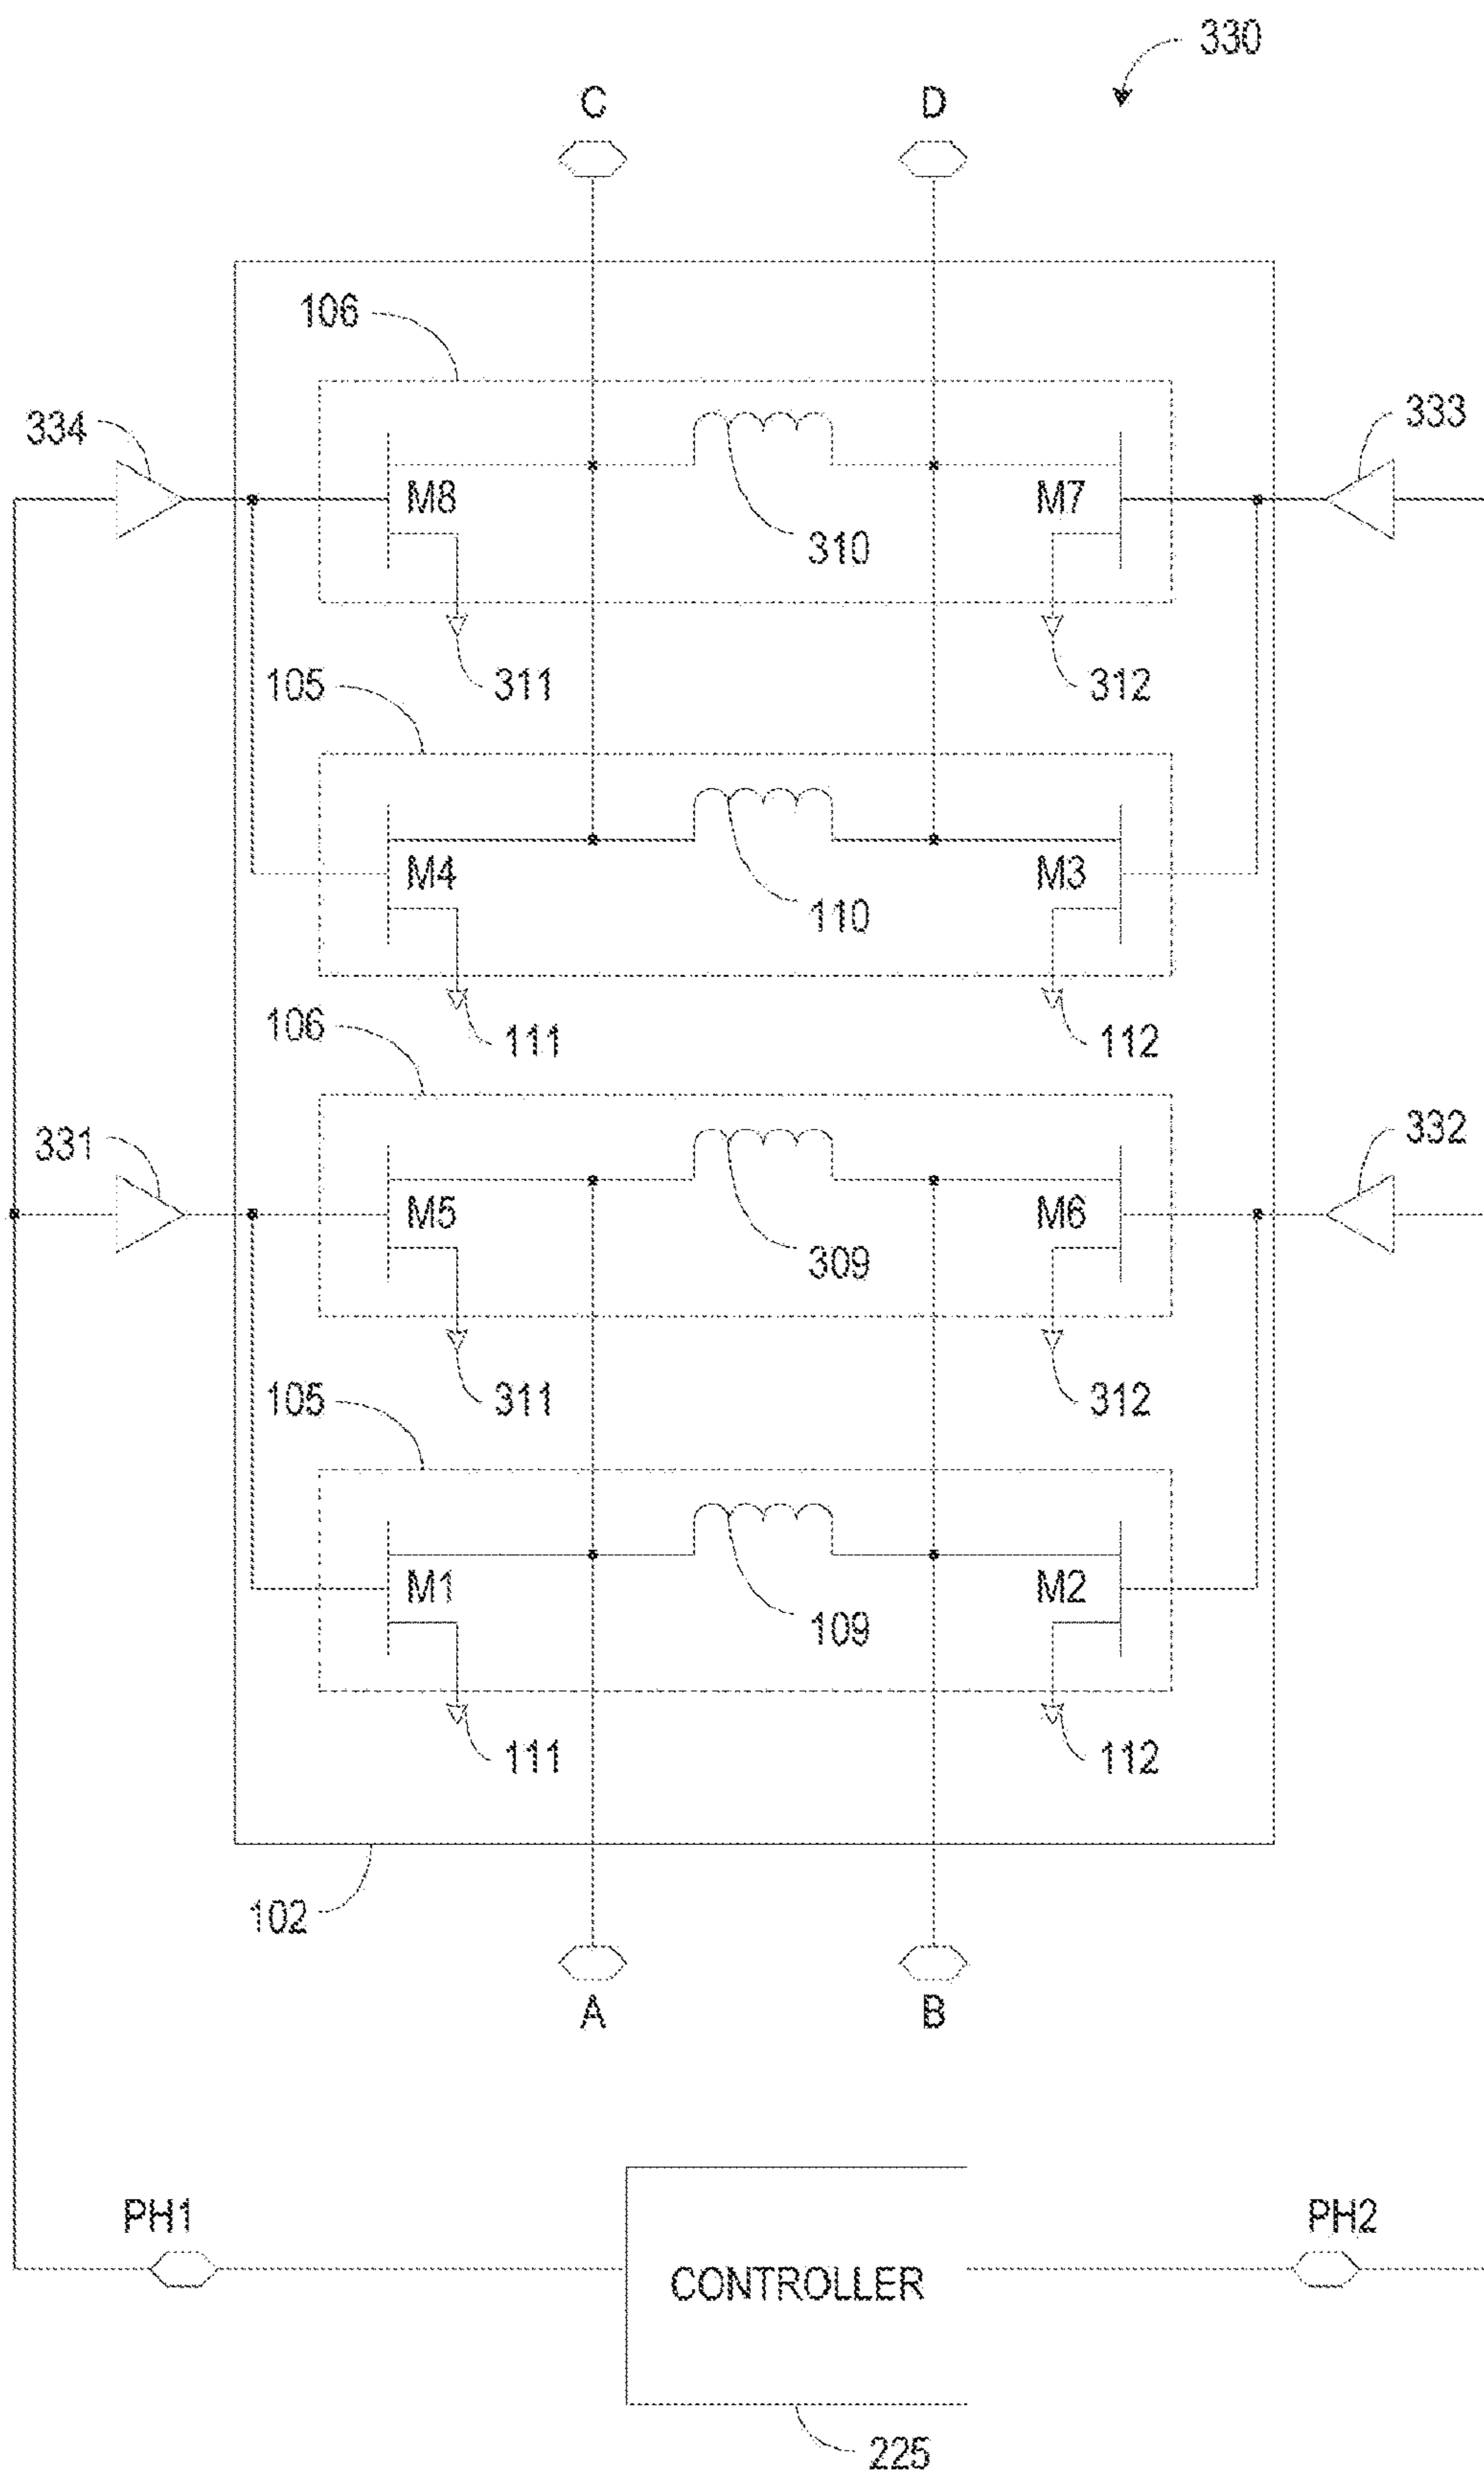 330
C D
106
334 333
M8 M7
310
311 312
105
M4 M3
110
106 111 112
331 332
M5 M6
309
311 312
105
M1 M2
109
111 112
102
A B
PH1 PH2
CONTROLLER
225